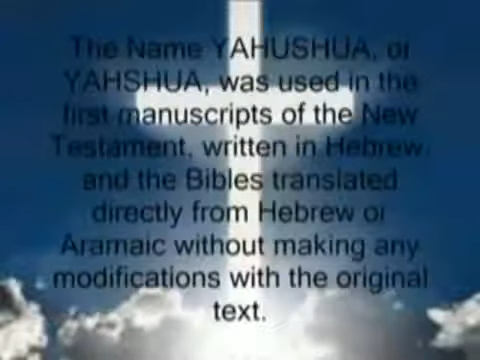 The Name YAHUSHUA, or
YAHSHUA, was used in the
first manuscripts of the New
Testament, written in Hebrew
and the Bibles translated
directly from Hebrew or
Aramaic without making any
modifications with the original
text.